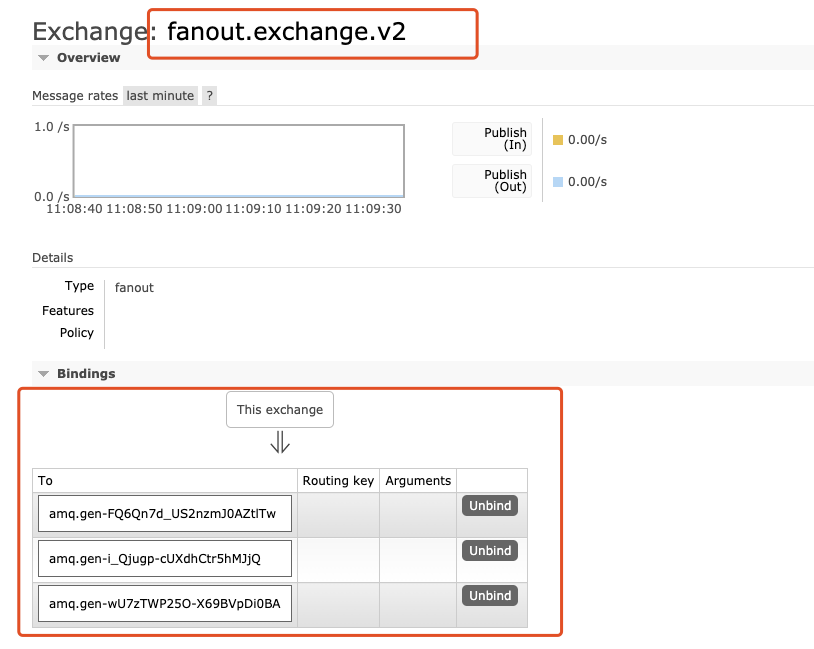 Exchange: fanout.exchange.v2
Overview
Message rates last minute ?
1.0 /s
0.0 /s
11:08:40 11:08:50 11:09:00 11:09:10 11:09:20 11:09:30
Publish
(In)
0.00/s
Publish
(Out)
0.00/s
Details
Type fanout
Features
Policy
Bindings
This exchange
⇓
To Routing key Arguments
amq.gen-FQ6Qn7d_US2nzmJ0AZtlTw Unbind
amq.gen-i_Qjugp-cUXdhCtr5hMJjQ Unbind
amq.gen-wU7zTWP25O-X69BVpDi0BA Unbind